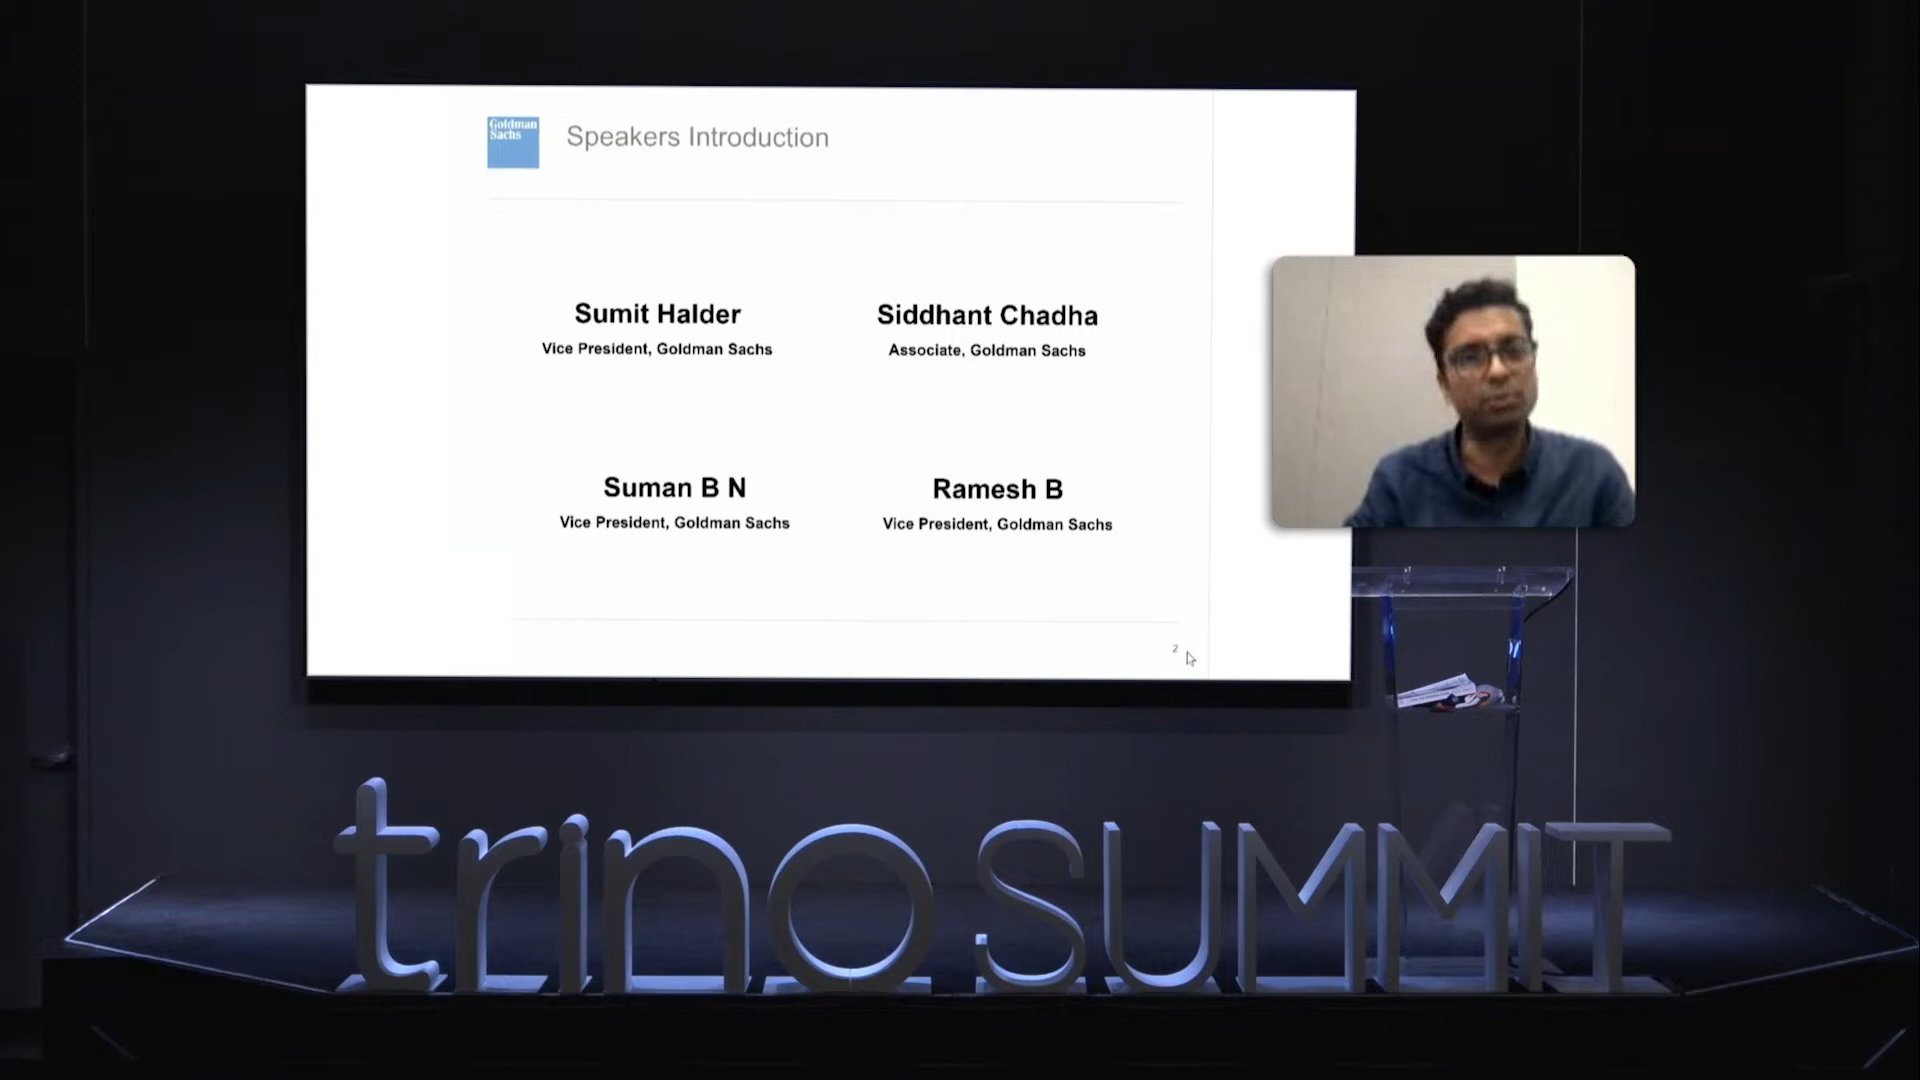 Goldman
Sachs
Speakers Introduction
Sumit Halder
Vice President, Goldman Sachs
Siddhant Chadha
Associate, Goldman Sachs
Suman B N
Vice President, Goldman Sachs
Ramesh B
Vice President, Goldman Sachs
2
trino SUMMIT